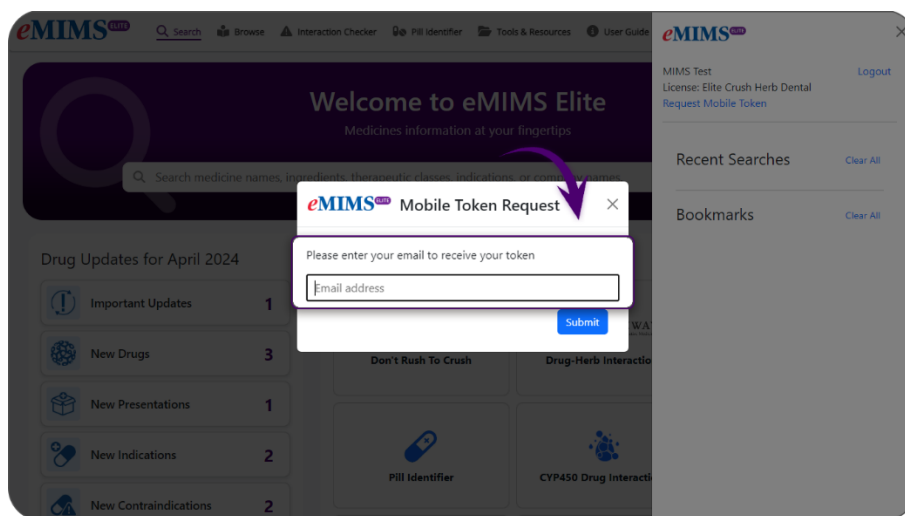 eMIMS ELITE
Search
Browse
Interaction Checker
Pill Identifier
Tools & Resources
User Guide
Welcome to eMIMS Elite
Medicines information at your fingertips
Search medicine names, ingredients, therapeutic classes, indications, or company names.
Drug Updates for April 2024
Important Updates 1
New Drugs 3
New Presentations 1
New Indications 2
New Contraindications 2
Don't Rush To Crush
Drug-Herb Interactio
Pill Identifier
CYP450 Drug Interacti
eMIMS ELITE Mobile Token Request
Please enter your email to receive your token
Email address
Submit
eMIMS ELITE
MIMS Test
Logout
License: Elite Crush Herb Dental
Request Mobile Token
Recent Searches
Clear All
Bookmarks
Clear All